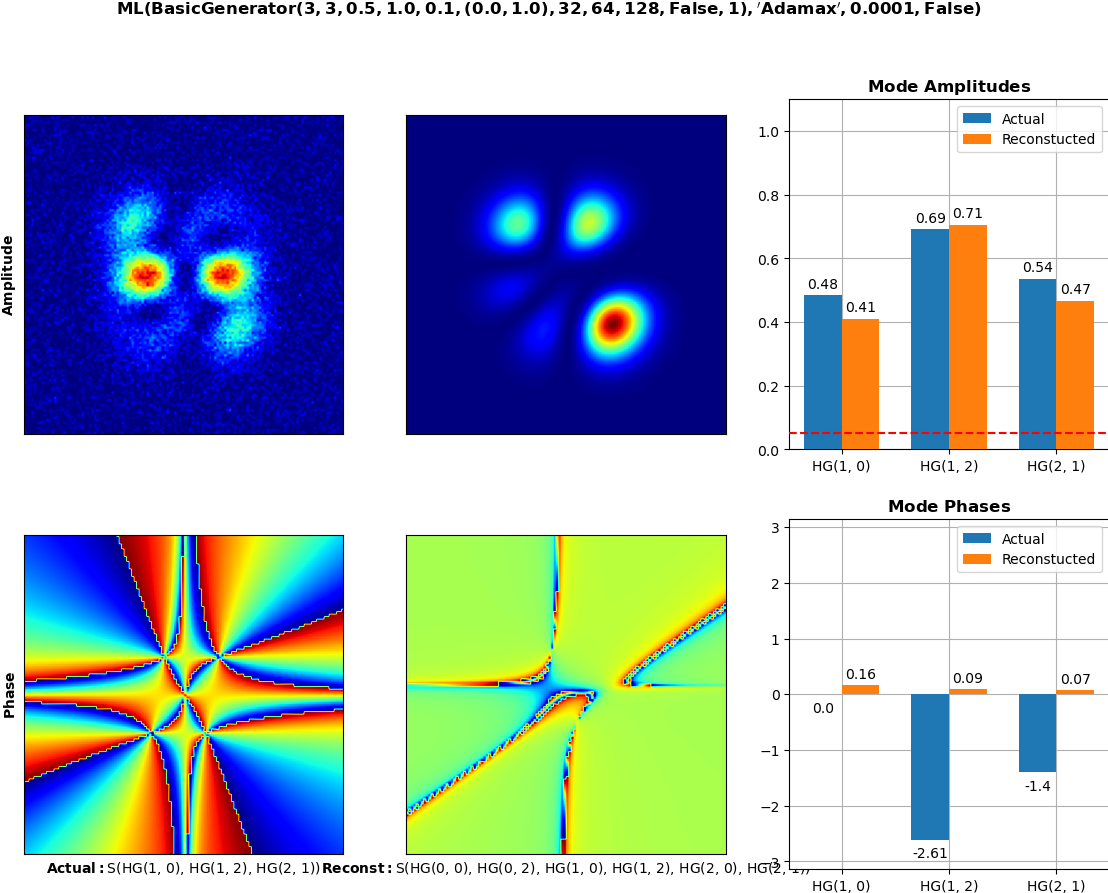 ML(BasicGenerator(3, 3, 0.5, 1.0, 0.1, (0.0, 1.0), 32, 64, 128, False, 1), ′Adamax′, 0.0001, False)
Mode Amplitudes
Amplitude
Actual
Reconstucted
1.0
0.8
0.6
0.4
0.2
0.0
0.48
0.41
0.69
0.71
0.54
0.47
HG(1, 0)
HG(1, 2)
HG(2, 1)
Mode Phases
Phase
Actual
Reconstucted
3
2
1
0
−1
−2
−3
0.0
0.16
-2.61
0.09
-1.4
0.07
HG(1, 0)
HG(1, 2)
HG(2, 1)
Actual: S(HG(1, 0), HG(1, 2), HG(2, 1))
Reconst: S(HG(0, 0), HG(0, 2), HG(1, 0), HG(1, 2), HG(2, 0), HG(2, 1))